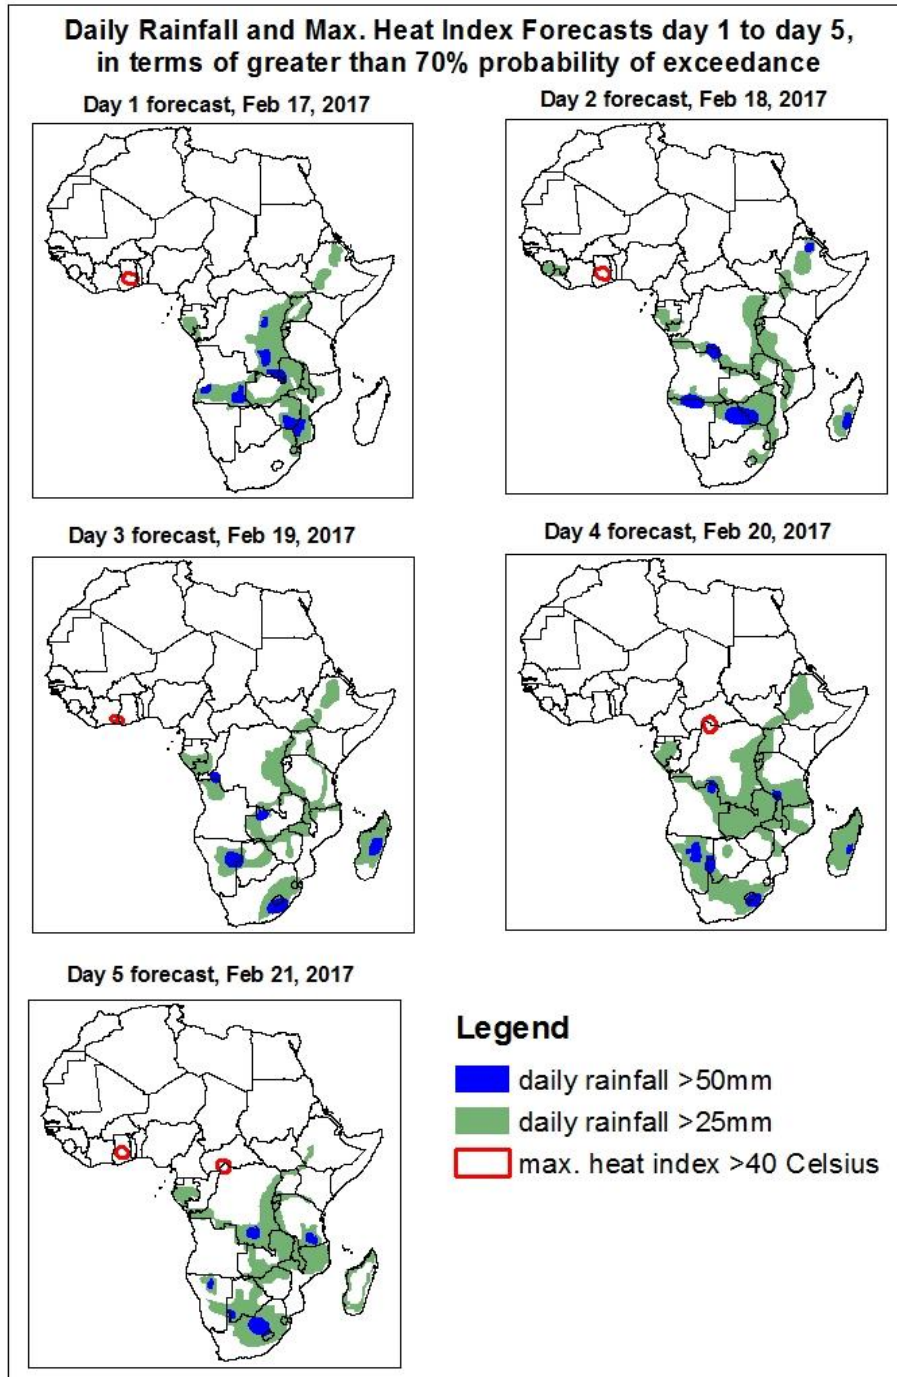 Daily Rainfall and Max. Heat Index Forecasts day 1 to day 5,
in terms of greater than 70% probability of exceedance
Day 1 forecast, Feb 17, 2017
Day 2 forecast, Feb 18, 2017
Day 3 forecast, Feb 19, 2017
Day 4 forecast, Feb 20, 2017
Day 5 forecast, Feb 21, 2017
Legend
daily rainfall >50mm
daily rainfall >25mm
max. heat index >40 Celsius